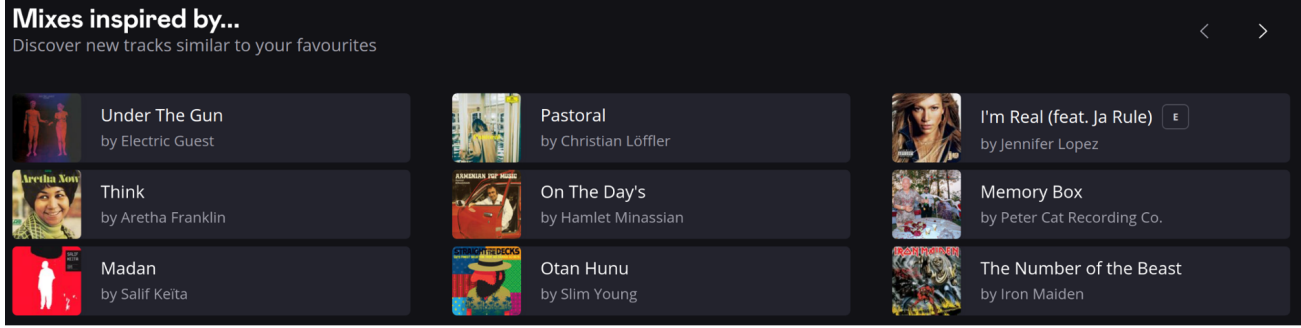 Mixes inspired by...
Discover new tracks similar to your favourites
Under The Gun
by Electric Guest
Pastoral
by Christian Löffler
I'm Real (feat. Ja Rule) E
by Jennifer Lopez
Aretha Now
Think
by Aretha Franklin
ARMENIAN POP MUSIC
On The Day's
by Hamlet Minassian
Memory Box
by Peter Cat Recording Co.
Madan
by Salif Keïta
STRAIGHT FROM THE DECKS
Otan Hunu
by Slim Young
IRON MAIDEN
The Number of the Beast
by Iron Maiden